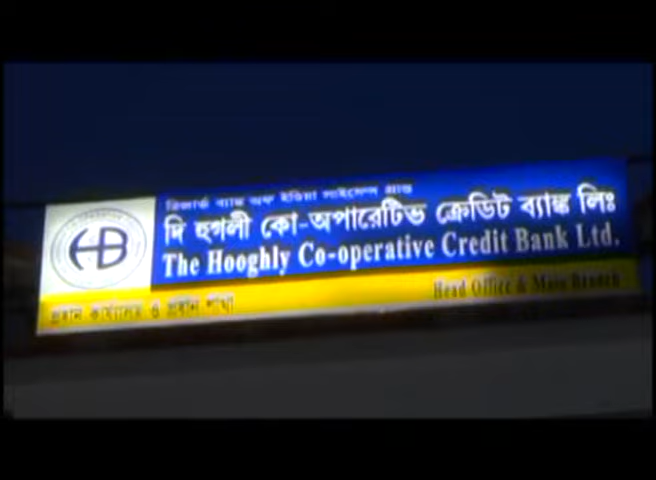 রিজার্ভ ব্যাঙ্ক অফ ইন্ডিয়া লাইসেন্স প্রাপ্ত
দি হুগলী কো-অপারেটিভ ক্রেডিট ব্যাঙ্ক লিঃ
The Hooghly Co-operative Credit Bank Ltd.
HB
Head Office & Main Branch
প্রধান কার্য্যালয় ও প্রধান শাখা